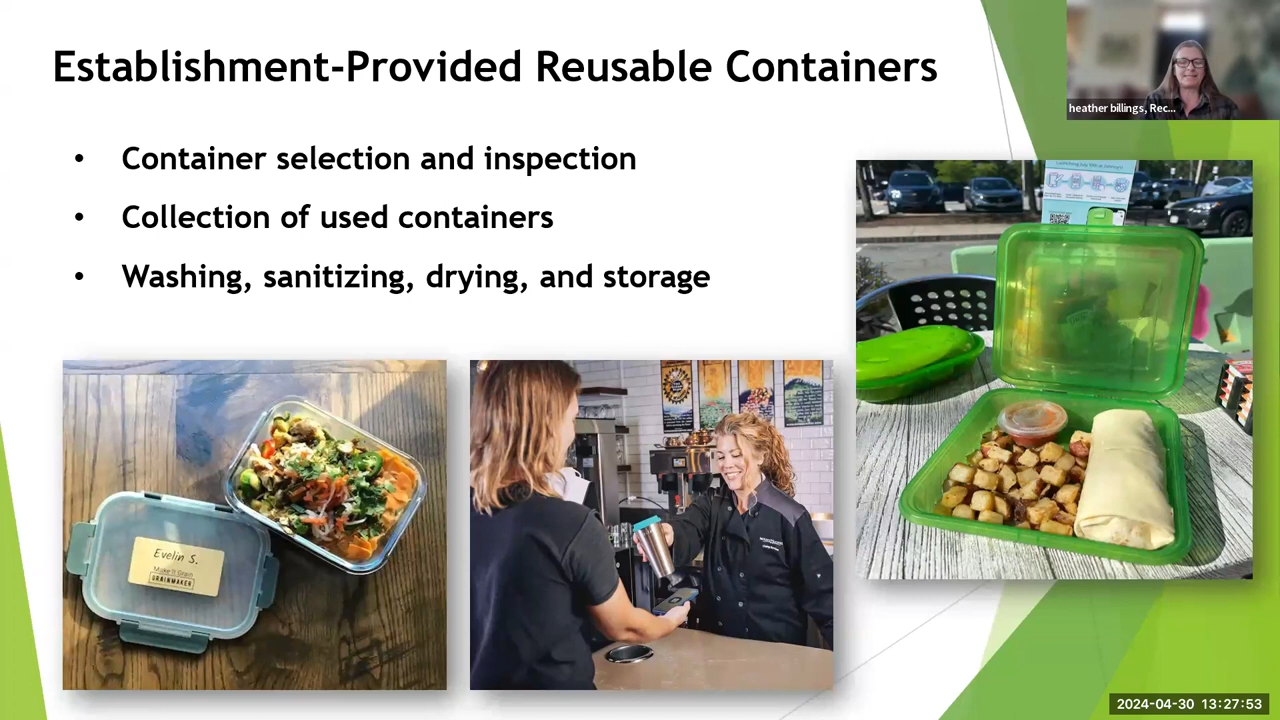 Establishment-Provided Reusable Containers
heather billings, Rec...
• Container selection and inspection
• Collection of used containers
• Washing, sanitizing, drying, and storage
Evelin S.
Make It Grain
GRAINMAKER
2024-04-30 13:27:53